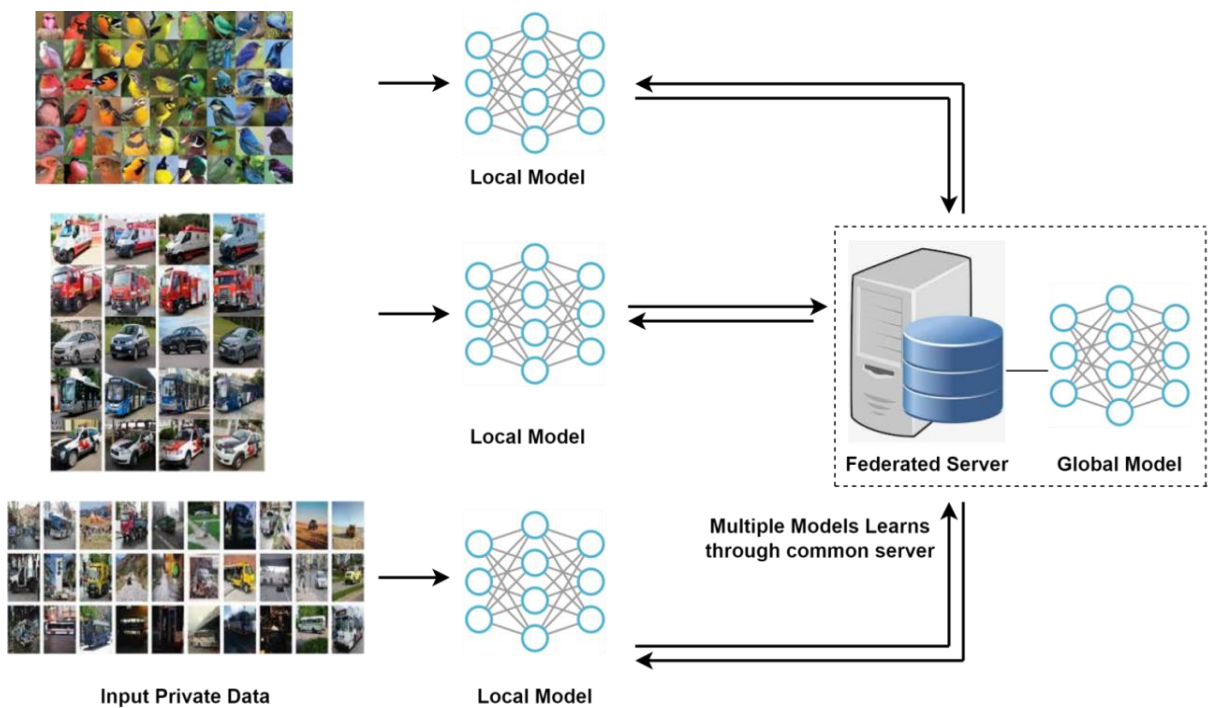 Local Model
Local Model
Federated Server
Global Model
Multiple Models Learns
through common server
Input Private Data
Local Model